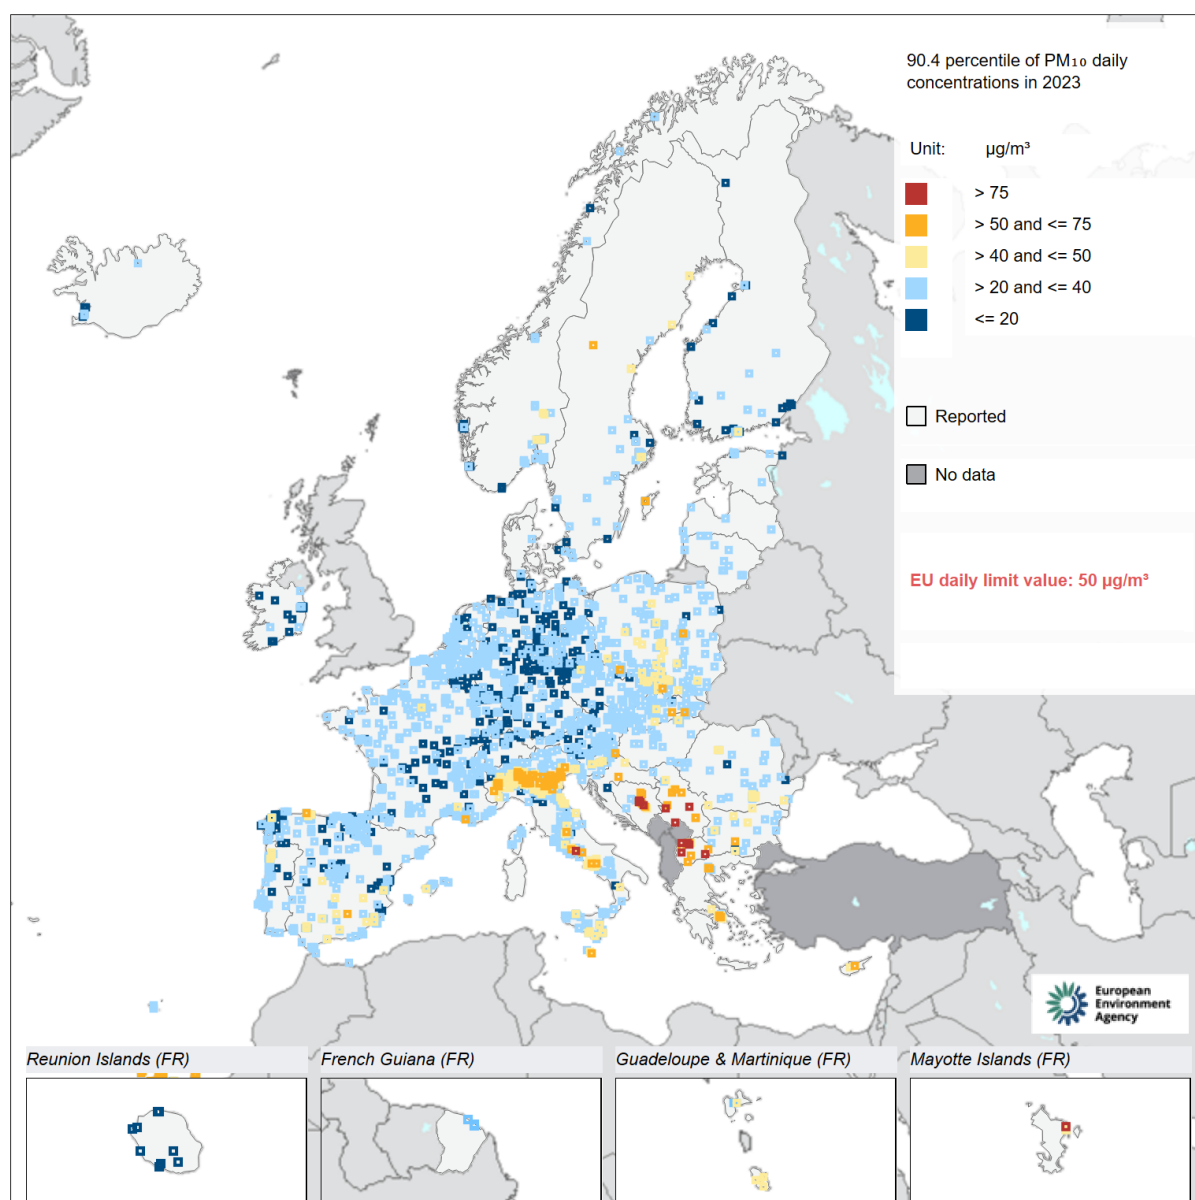 90.4 percentile of PM₁₀ daily
concentrations in 2023
Unit: µg/m³
> 75
> 50 and <= 75
> 40 and <= 50
> 20 and <= 40
<= 20
Reported
No data
EU daily limit value: 50 µg/m³
European
Environment
Agency
Reunion Islands (FR)
French Guiana (FR)
Guadeloupe & Martinique (FR)
Mayotte Islands (FR)